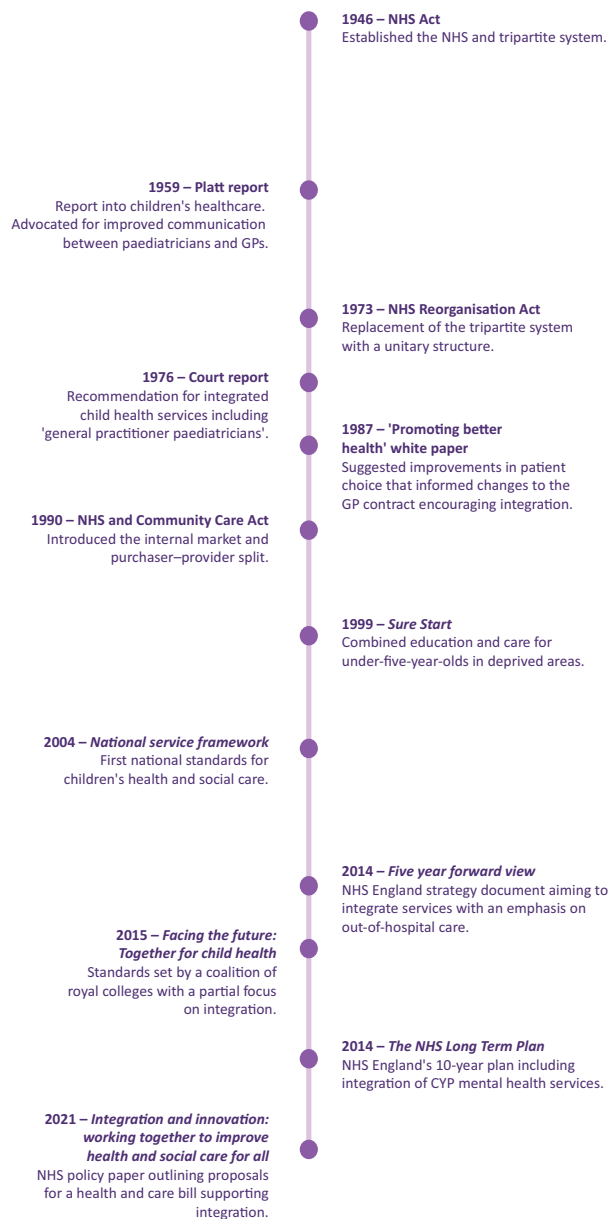 1946 – NHS Act
Established the NHS and tripartite system.
1959 – Platt report
Report into children's healthcare.
Advocated for improved communication
between paediatricians and GPs.
1973 – NHS Reorganisation Act
Replacement of the tripartite system
with a unitary structure.
1976 – Court report
Recommendation for integrated
child health services including
'general practitioner paediatricians'.
1987 – 'Promoting better
health' white paper
Suggested improvements in patient
choice that informed changes to the
GP contract encouraging integration.
1990 – NHS and Community Care Act
Introduced the internal market and
purchaser–provider split.
1999 – Sure Start
Combined education and care for
under-five-year-olds in deprived areas.
2004 – National service framework
First national standards for
children's health and social care.
2014 – Five year forward view
NHS England strategy document aiming to
integrate services with an emphasis on
out-of-hospital care.
2015 – Facing the future:
Together for child health
Standards set by a coalition of
royal colleges with a partial focus
on integration.
2014 – The NHS Long Term Plan
NHS England's 10-year plan including
integration of CYP mental health services.
2021 – Integration and innovation:
working together to improve
health and social care for all
NHS policy paper outlining proposals
for a health and care bill supporting
integration.